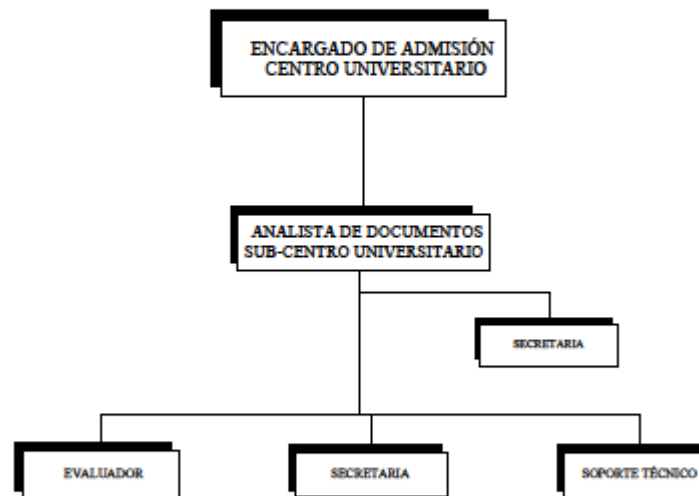 ENCARGADO DE ADMISIÓN
CENTRO UNIVERSITARIO
ANALISTA DE DOCUMENTOS
SUB-CENTRO UNIVERSITARIO
SECRETARIA
EVALUADOR
SECRETARIA
SOPORTE TÉCNICO